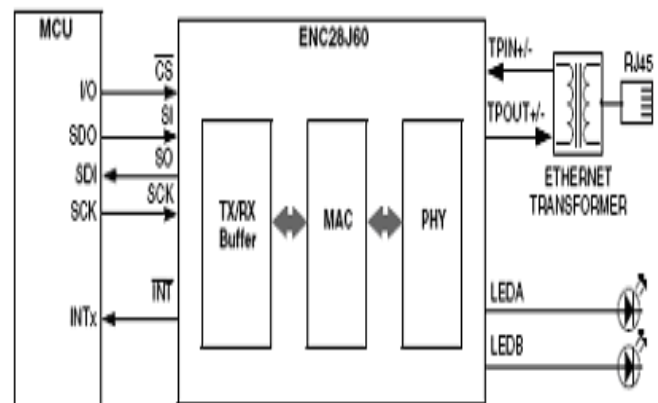 MCU
ENC28J60
I/O
SDO
SDI
SCK
INTx
CS
SI
SO
SCK
INT
TX/RX
Buffer
MAC
PHY
TPIN+/-
TPOUT+/-
RJ45
ETHERNET
TRANSFORMER
LEDA
LEDB